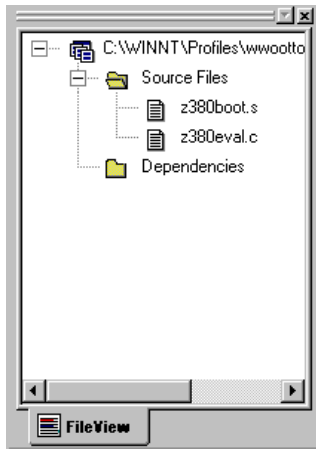 C:\WINNT\Profiles\wwootto
Source Files
z380boot.s
z380eval.c
Dependencies
FileView